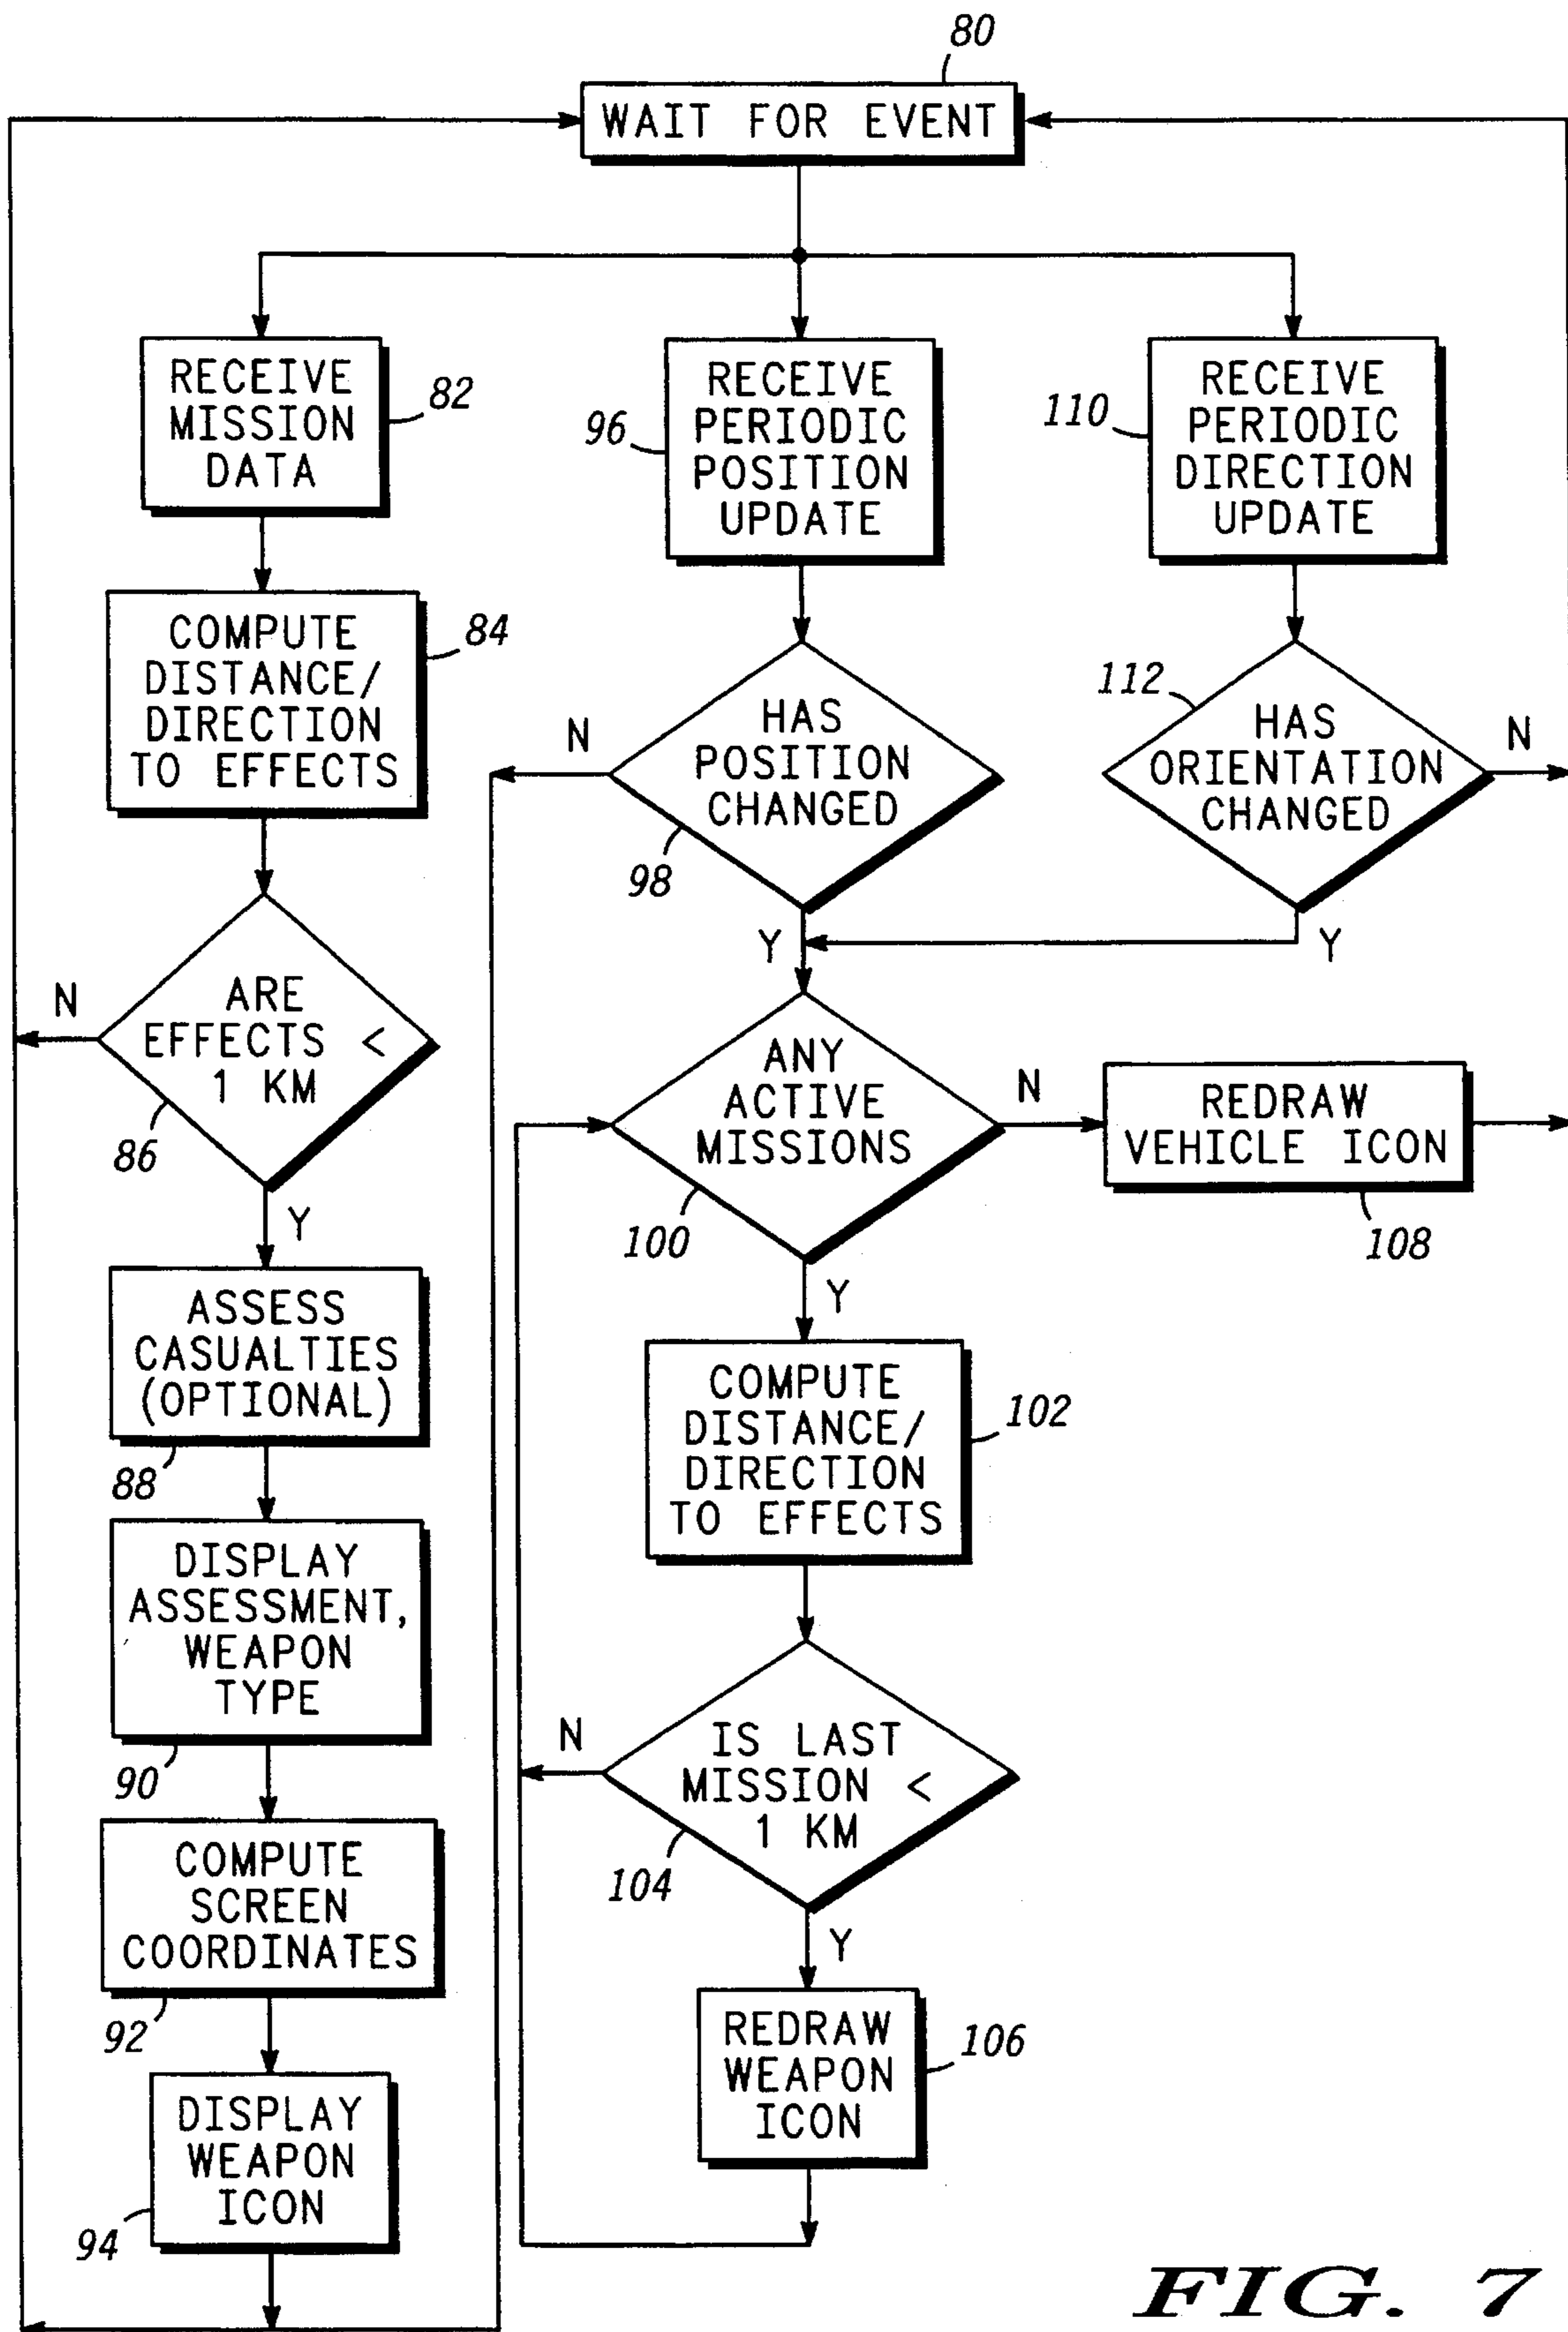 80
WAIT FOR EVENT
RECEIVE
MISSION
DATA
82
COMPUTE
DISTANCE/
DIRECTION
TO EFFECTS
84
N
ARE
EFFECTS <
1 KM
86
Y
ASSESS
CASUALTIES
(OPTIONAL)
88
DISPLAY
ASSESSMENT,
WEAPON
TYPE
90
COMPUTE
SCREEN
COORDINATES
92
DISPLAY
WEAPON
ICON
94
RECEIVE
PERIODIC
POSITION
UPDATE
96
N
HAS
POSITION
CHANGED
98
Y
ANY
ACTIVE
MISSIONS
100
N
Y
COMPUTE
DISTANCE/
DIRECTION
TO EFFECTS
102
N
IS LAST
MISSION <
1 KM
104
Y
REDRAW
WEAPON
ICON
106
RECEIVE
PERIODIC
DIRECTION
UPDATE
110
112
HAS
ORIENTATION
CHANGED
N
Y
REDRAW
VEHICLE ICON
108
FIG. 7